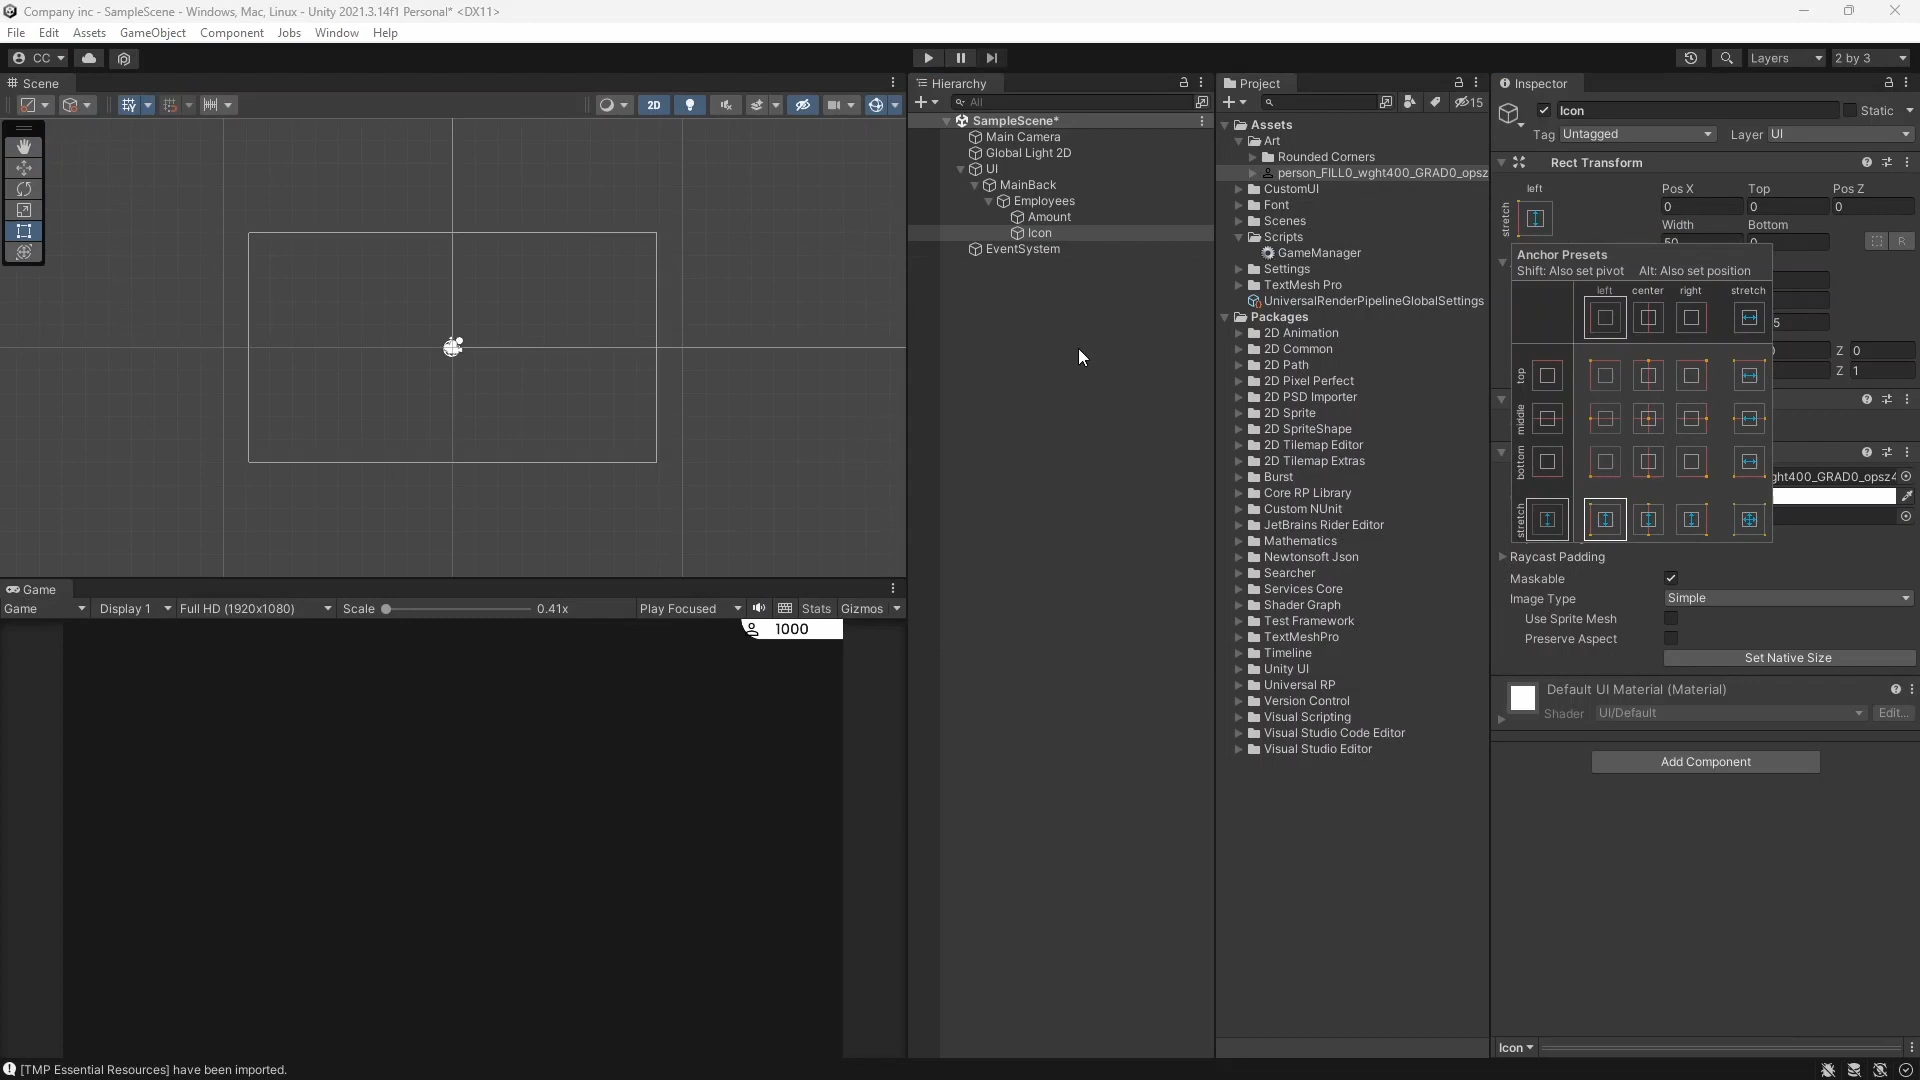 Company inc - SampleScene - Windows, Mac, Linux - Unity 2021.3.14f1 Personal* <DX11>
File Edit Assets GameObject Component Jobs Window Help
CC
Layers
2 by 3
Scene
2D
Hierarchy
All
SampleScene*
Main Camera
Global Light 2D
UI
MainBack
Employees
Amount
Icon
EventSystem
Project
15
Assets
Art
Rounded Corners
person_FILL0_wght400_GRAD0_opsz
CustomUI
Font
Scenes
Scripts
GameManager
Settings
TextMesh Pro
UniversalRenderPipelineGlobalSettings
Packages
2D Animation
2D Common
2D Path
2D Pixel Perfect
2D PSD Importer
2D Sprite
2D SpriteShape
2D Tilemap Editor
2D Tilemap Extras
Burst
Core RP Library
Custom NUnit
JetBrains Rider Editor
Mathematics
Newtonsoft Json
Searcher
Services Core
Shader Graph
Test Framework
TextMeshPro
Timeline
Unity UI
Universal RP
Version Control
Visual Scripting
Visual Studio Code Editor
Visual Studio Editor
Inspector
Icon
Static
Tag Untagged Layer UI
Rect Transform
left Pos X Top Pos Z
stretch
0 0 0
Width Bottom
50 0
R
Anchor Presets
Shift: Also set pivot Alt: Also set position
left center right stretch
5
top
Z 0
Z 1
middle
bottom
ght400_GRAD0_opsz4
stretch
Raycast Padding
Maskable
Image Type Simple
Use Sprite Mesh
Preserve Aspect
Set Native Size
Default UI Material (Material)
Shader UI/Default Edit...
Add Component
Icon
Game
Game Display 1 Full HD (1920x1080) Scale 0.41x Play Focused Stats Gizmos
1000
[TMP Essential Resources] have been imported.